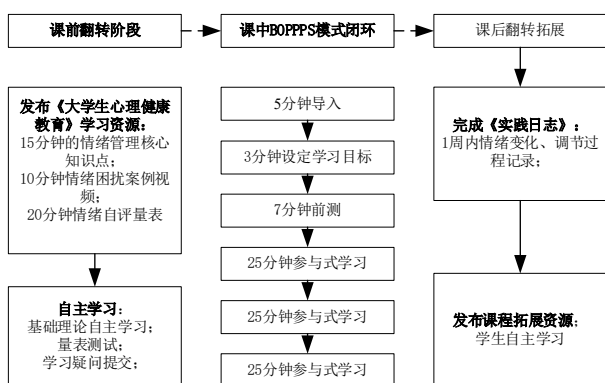 课前翻转阶段
课中BOPPPS模式闭环
课后翻转拓展
发布《大学生心理健康
教育》学习资源：
15分钟的情绪管理核心
知识点；
10分钟情绪困扰案例视
频；
20分钟情绪自评量表
自主学习：
基础理论自主学习；
量表测试；
学习疑问提交；
5分钟导入
3分钟设定学习目标
7分钟前测
25分钟参与式学习
25分钟参与式学习
25分钟参与式学习
完成《实践日志》：
1周内情绪变化、调节过
程记录；
发布课程拓展资源：
学生自主学习